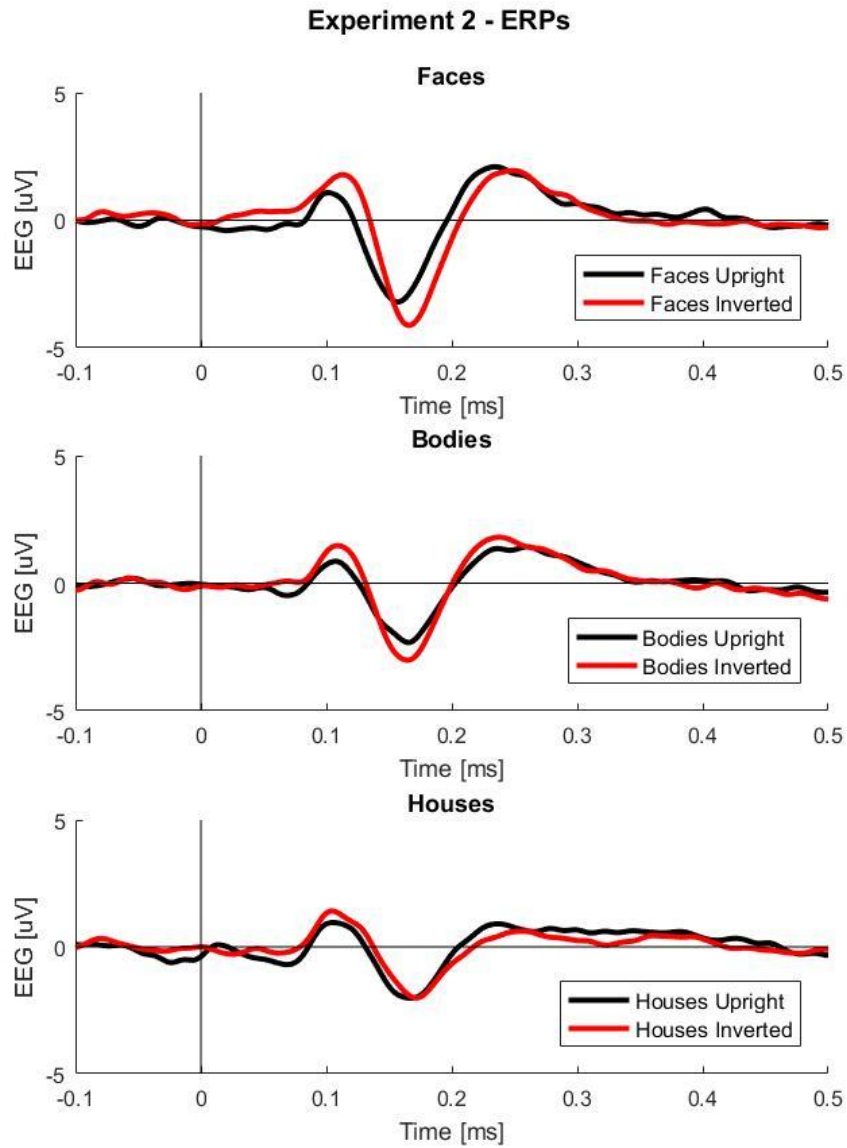 Experiment 2 - ERPs
Faces
5
0
-5
EEG [uV]
Faces Upright
Faces Inverted
-0.1 0 0.1 0.2 0.3 0.4 0.5
Time [ms]
Bodies
5
0
-5
EEG [uV]
Bodies Upright
Bodies Inverted
-0.1 0 0.1 0.2 0.3 0.4 0.5
Time [ms]
Houses
5
0
-5
EEG [uV]
Houses Upright
Houses Inverted
-0.1 0 0.1 0.2 0.3 0.4 0.5
Time [ms]